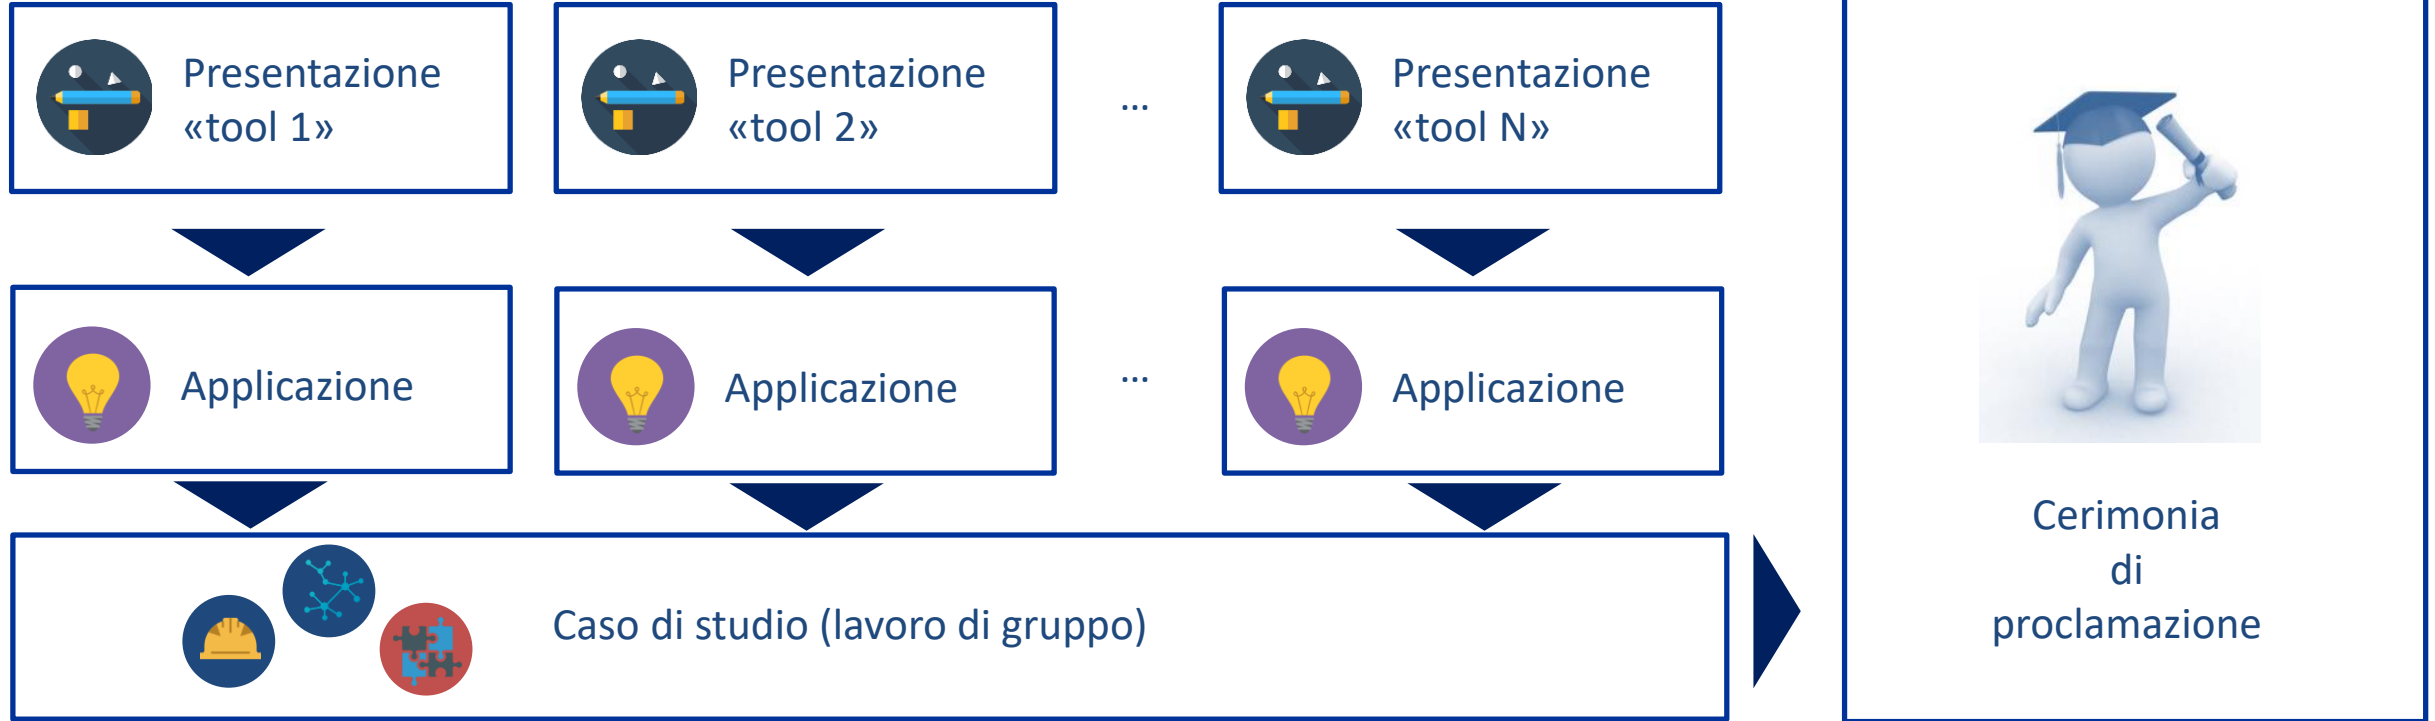 Presentazione
«tool 1»
Presentazione
«tool 2»
...
Presentazione
«tool N»
Applicazione
Applicazione
...
Applicazione
Caso di studio (lavoro di gruppo)
Cerimonia
di
proclamazione